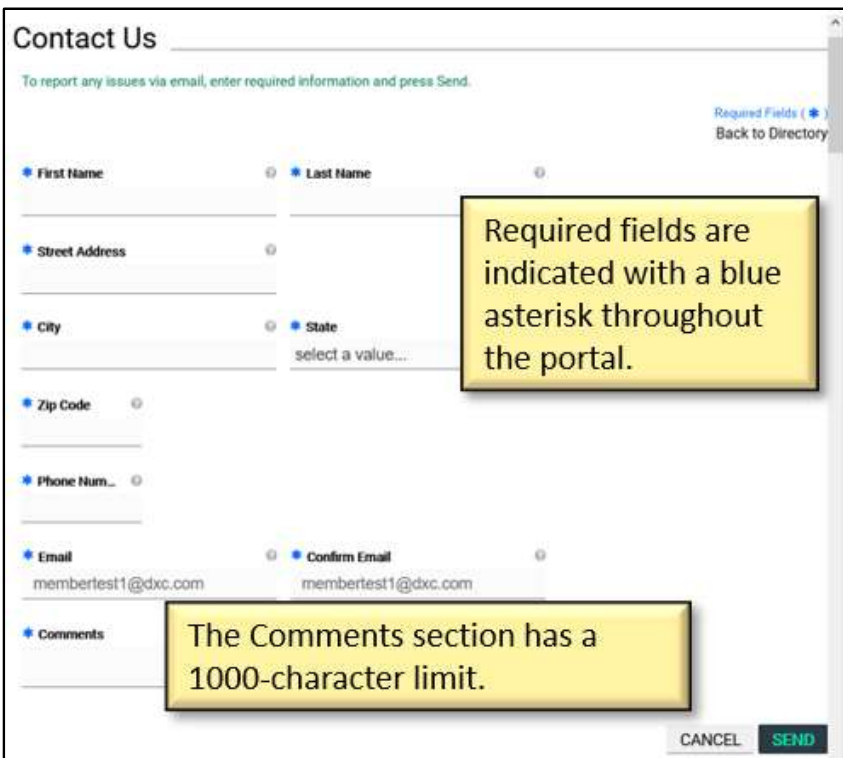 Contact Us
To report any issues via email, enter required information and press Send.
Required Fields ( * )
Back to Directory
* First Name
* Last Name
Required fields are
indicated with a blue
asterisk throughout
the portal.
* Street Address
* City
* State
select a value...
* Zip Code
* Phone Num...
* Email
* Confirm Email
membertest1@dxc.com
membertest1@dxc.com
* Comments
The Comments section has a
1000-character limit.
CANCEL
SEND